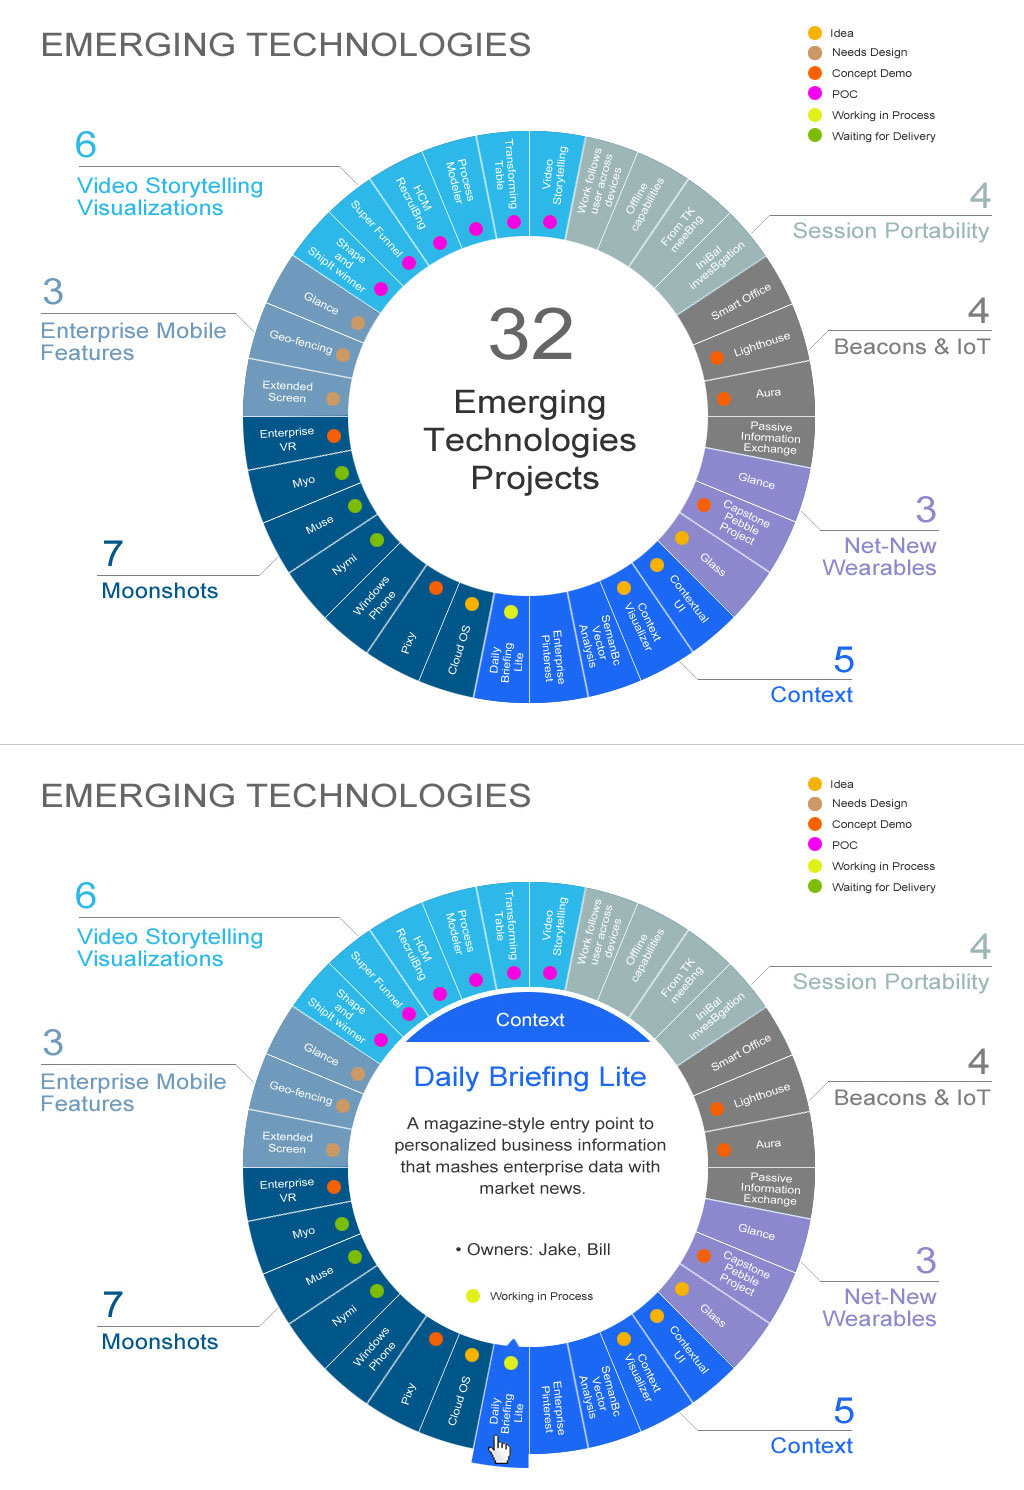 EMERGING TECHNOLOGIES
Idea
Needs Design
Concept Demo
POC
Working in Process
Waiting for Delivery
6
Video Storytelling
Visualizations
3
Enterprise Mobile
Features
7
Moonshots
4
Session Portability
4
Beacons & IoT
3
Net-New
Wearables
5
Context
32
Emerging
Technologies
Projects
Video
Storytelling
Work follows
user across
devices
Offline
capabilities
From TK
meeBng
IniBal
invesBgation
Smart Office
Lighthouse
Aura
Passive
Information
Exchange
Glance
Capstone
Pebble
Project
Glass
Contextual
UI
Context
Visualizer
SemanBc
Vector
Analysis
Enterprise
Pinterest
Daily
Briefing
Lite
Cloud OS
Pixy
Windows
Phone
Nymi
Muse
Myo
Enterprise
VR
Extended
Screen
Geo-fencing
Glance
Shape
and
ShipIt winner
Super Funnel
HCM
RecruiBng
Process
Modeler
Transforming
Table
EMERGING TECHNOLOGIES
Idea
Needs Design
Concept Demo
POC
Working in Process
Waiting for Delivery
6
Video Storytelling
Visualizations
3
Enterprise Mobile
Features
7
Moonshots
4
Session Portability
4
Beacons & IoT
3
Net-New
Wearables
5
Context
Context
Daily Briefing Lite
A magazine-style entry point to
personalized business information
that mashes enterprise data with
market news.
• Owners: Jake, Bill
Working in Process
Video
Storytelling
Work follows
user across
devices
Offline
capabilities
From TK
meeBng
IniBal
invesBgation
Smart Office
Lighthouse
Aura
Passive
Information
Exchange
Glance
Capstone
Pebble
Project
Glass
Contextual
UI
Context
Visualizer
SemanBc
Vector
Analysis
Enterprise
Pinterest
Daily
Briefing
Lite
Cloud OS
Pixy
Windows
Phone
Nymi
Muse
Myo
Enterprise
VR
Extended
Screen
Geo-fencing
Glance
Shape
and
ShipIt winner
Super Funnel
HCM
RecruiBng
Process
Modeler
Transforming
Table